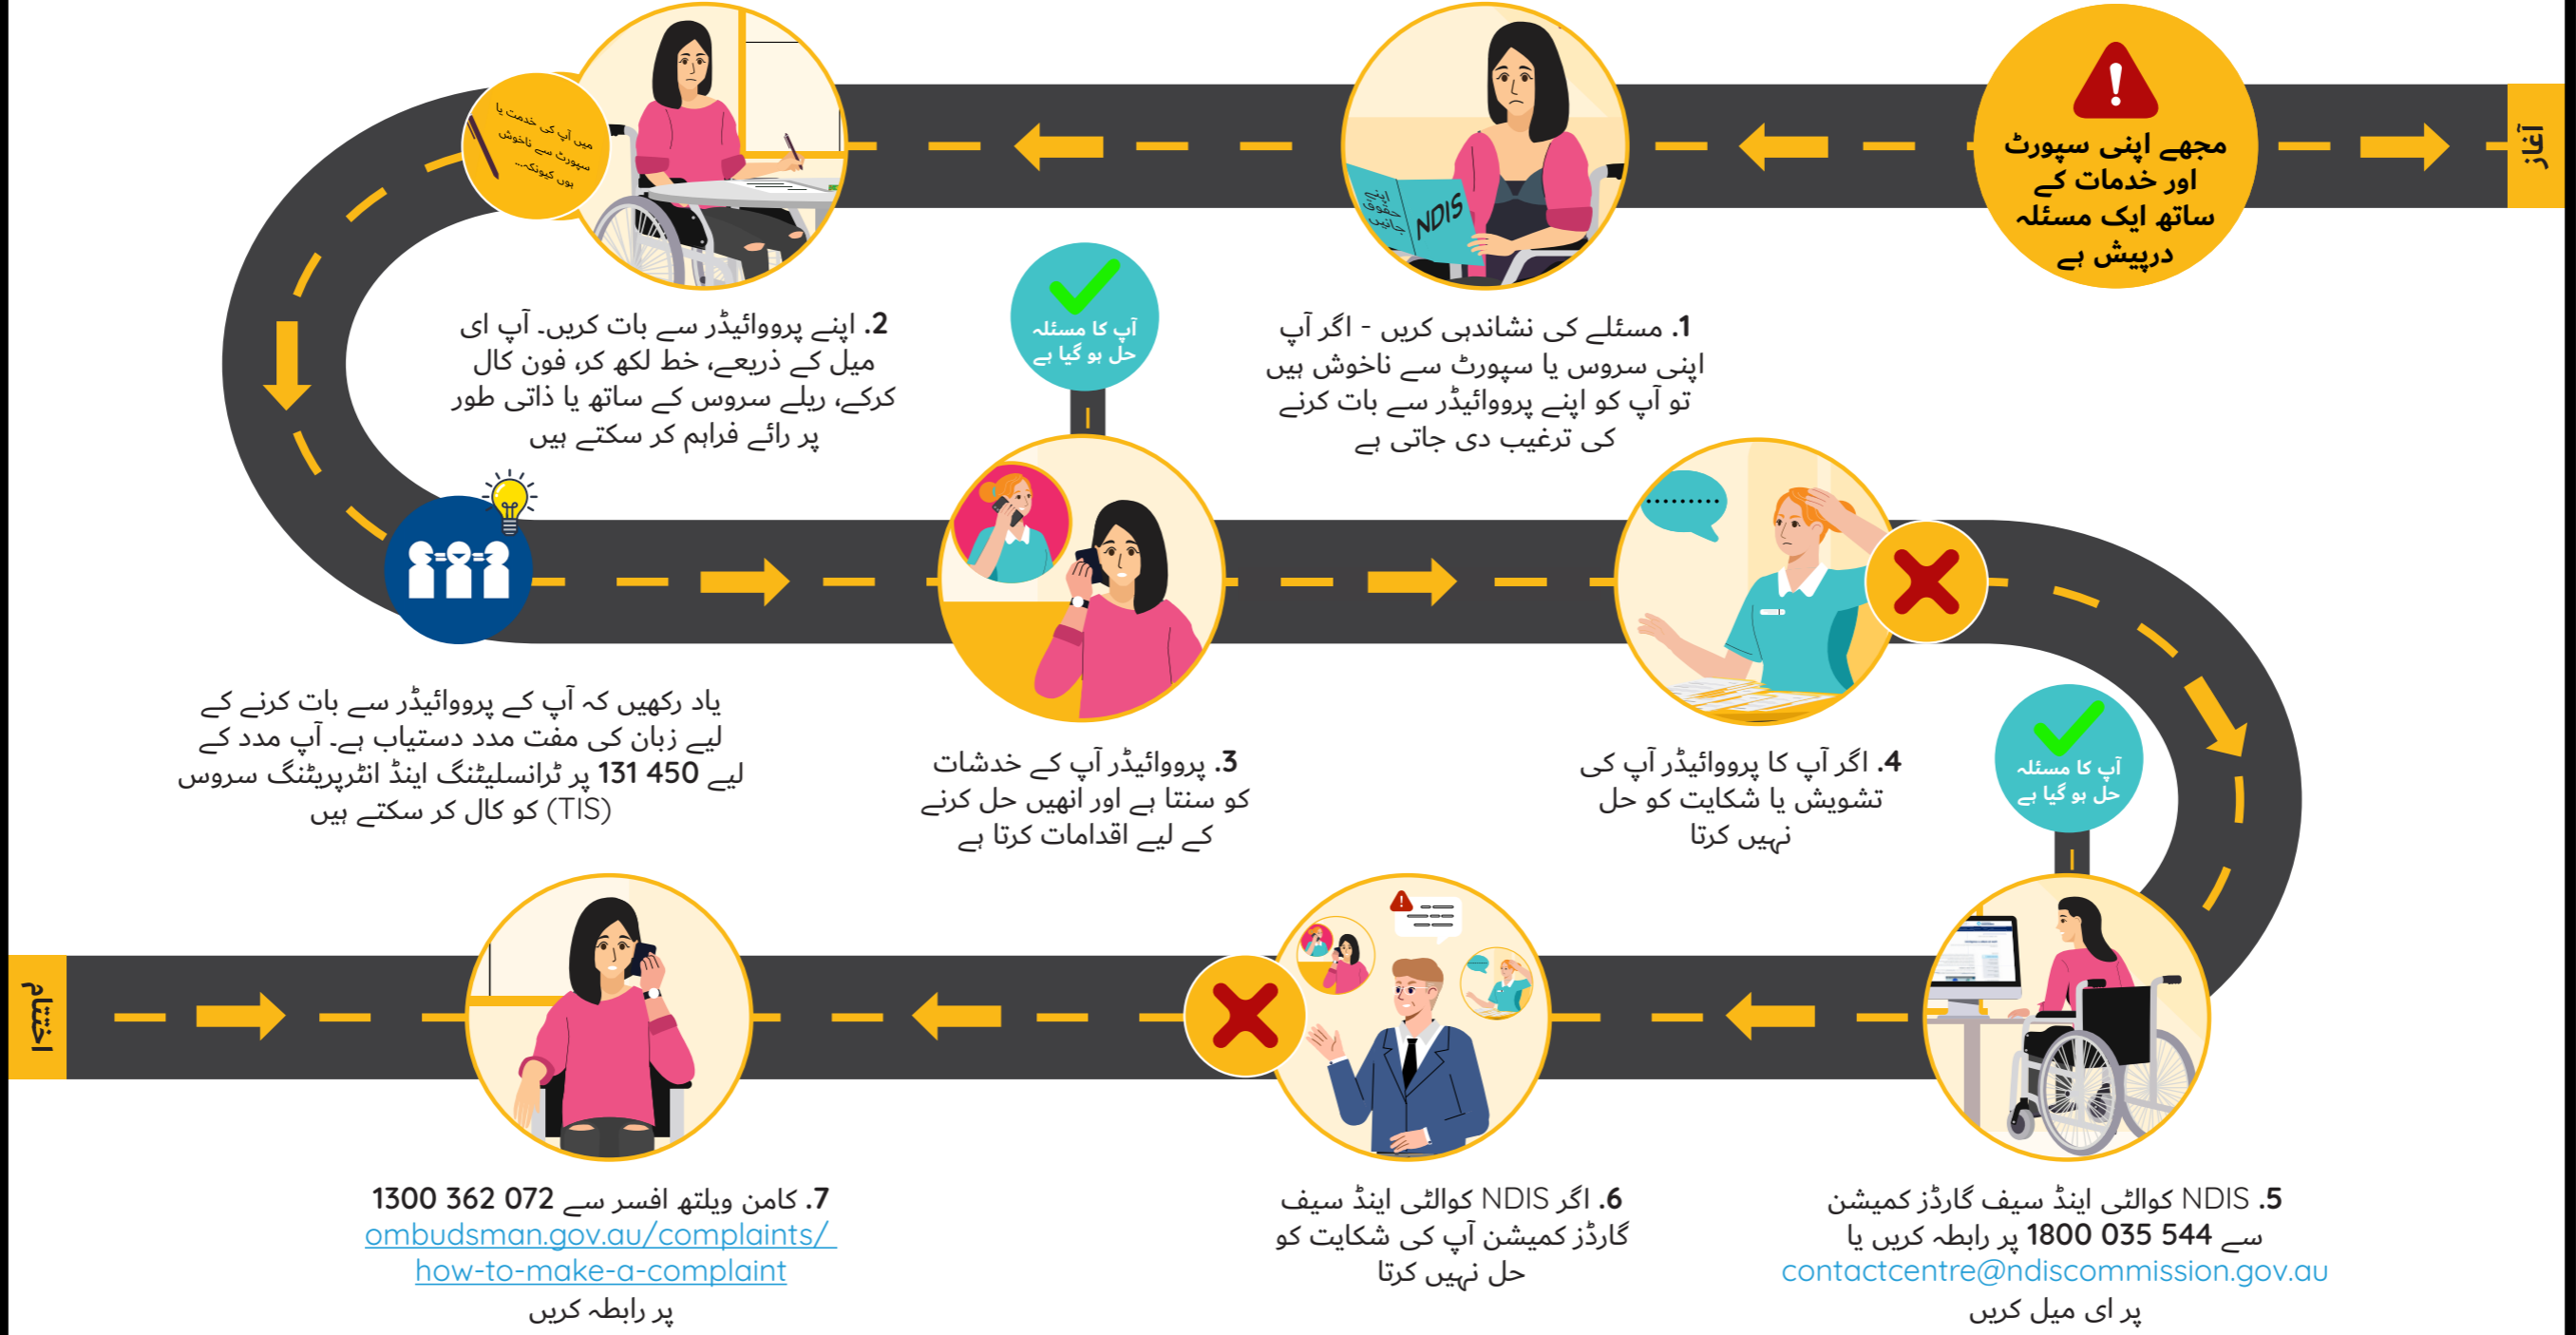 آغاز
مجھے اپنی سپورٹ
اور خدمات کے
ساتھ ایک مسئلہ
درپیش ہے
اپنے
حقوق
جانیں
NDIS
1. مسئلے کی نشاندہی کریں - اگر آپ
اپنی سروس یا سپورٹ سے ناخوش ہیں
تو آپ کو اپنے پرووائیڈر سے بات کرنے
کی ترغیب دی جاتی ہے
میں آپ کی خدمت یا
سپورٹ سے ناخوش
ہوں کیونکہ...
2. اپنے پرووائیڈر سے بات کریں۔ آپ ای
میل کے ذریعے، خط لکھ کر، فون کال
کرکے، ریلے سروس کے ساتھ یا ذاتی طور
پر رائے فراہم کر سکتے ہیں
یاد رکھیں کہ آپ کے پرووائیڈر سے بات کرنے کے
لیے زبان کی مفت مدد دستیاب ہے۔ آپ مدد کے
لیے 131 450 پر ٹرانسلیٹنگ اینڈ انٹرپریٹنگ سروس
(TIS) کو کال کر سکتے ہیں
آپ کا مسئلہ
حل ہو گیا ہے
3. پرووائیڈر آپ کے خدشات
کو سنتا ہے اور انھیں حل کرنے
کے لیے اقدامات کرتا ہے
4. اگر آپ کا پرووائیڈر آپ کی
تشویش یا شکایت کو حل
نہیں کرتا
آپ کا مسئلہ
حل ہو گیا ہے
5. NDIS کوالٹی اینڈ سیف گارڈز کمیشن
سے 1800 035 544 پر رابطہ کریں یا
contactcentre@ndiscommission.gov.au
پر ای میل کریں
6. اگر NDIS کوالٹی اینڈ سیف
گارڈز کمیشن آپ کی شکایت کو
حل نہیں کرتا
7. کامن ویلتھ افسر سے 1300 362 072
ombudsman.gov.au/complaints/
how-to-make-a-complaint
پر رابطہ کریں
اختتام